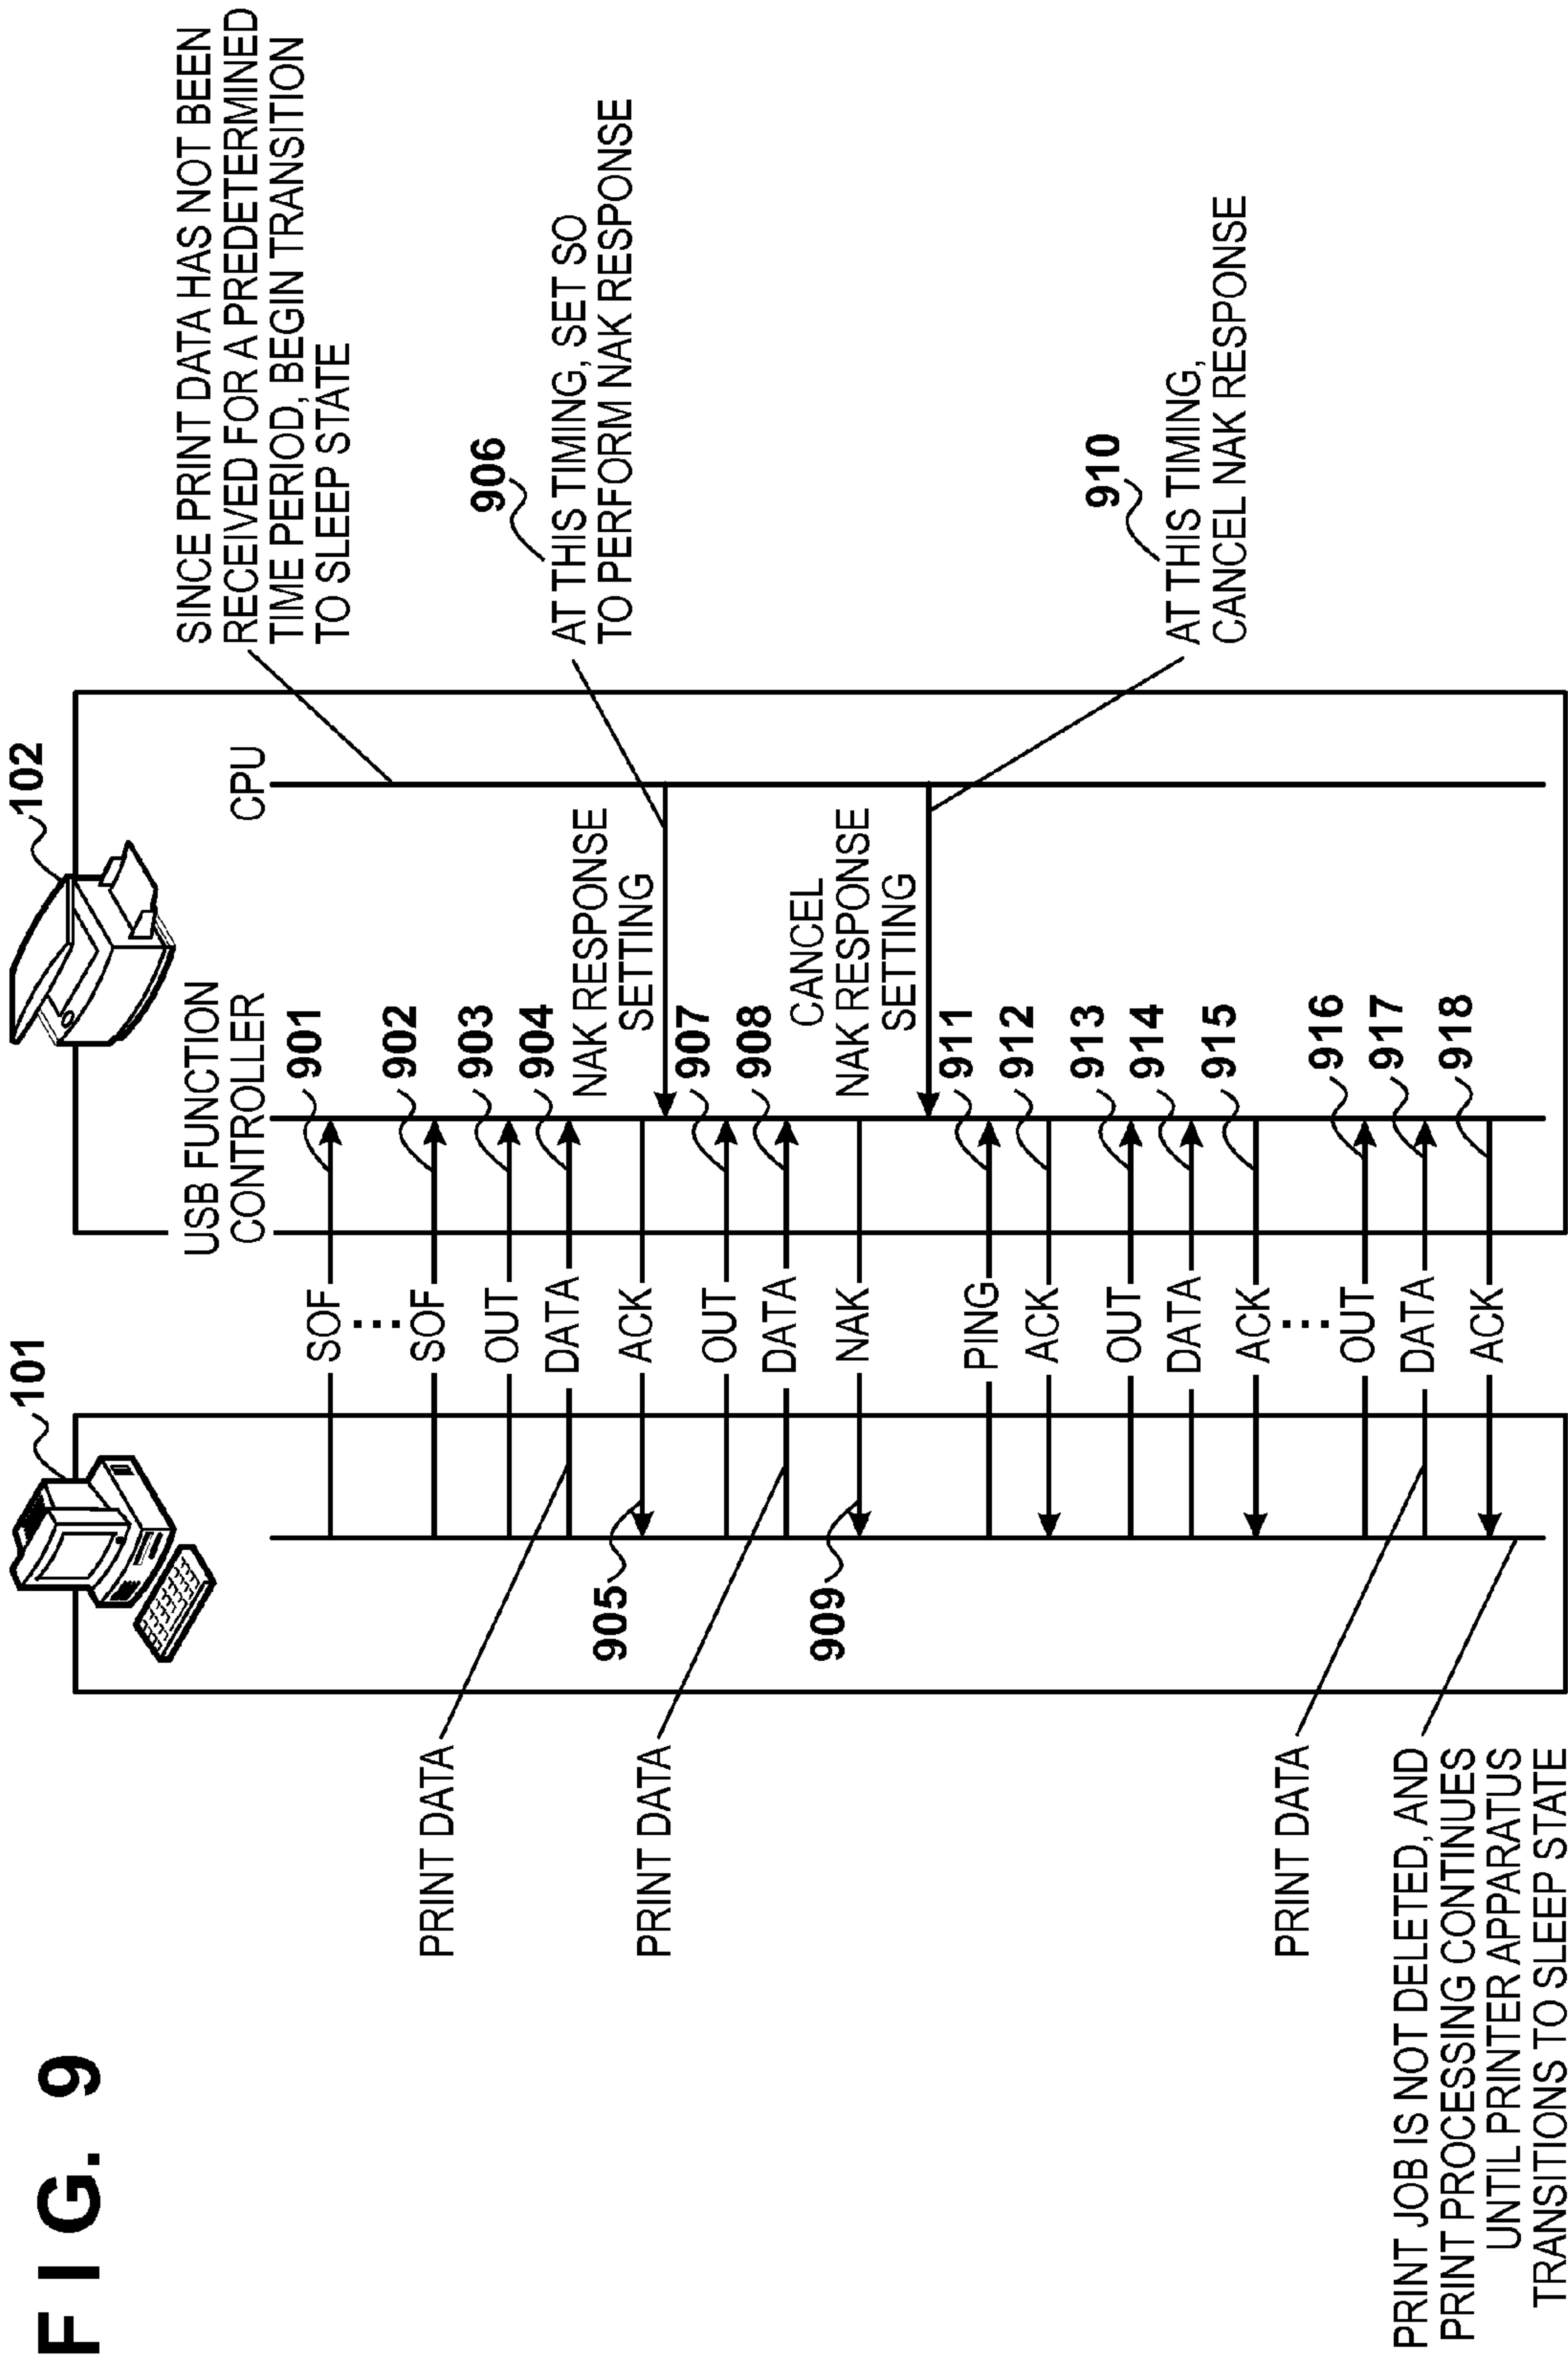 FIG. 9
101
102
USB FUNCTION
CONTROLLER
CPU
SINCE PRINT DATA HAS NOT BEEN
RECEIVED FOR A PREDETERMINED
TIME PERIOD, BEGIN TRANSITION
TO SLEEP STATE
SOF
901
SOF
902
OUT
903
PRINT DATA
DATA
904
905
ACK
NAK RESPONSE
SETTING
906
AT THIS TIMING, SET SO
TO PERFORM NAK RESPONSE
OUT
907
PRINT DATA
DATA
908
909
NAK
CANCEL
NAK RESPONSE
SETTING
910
AT THIS TIMING,
CANCEL NAK RESPONSE
PING
911
ACK
912
OUT
913
DATA
914
ACK
915
OUT
916
PRINT DATA
DATA
917
ACK
918
PRINT JOB IS NOT DELETED, AND
PRINT PROCESSING CONTINUES
UNTIL PRINTER APPARATUS
TRANSITIONS TO SLEEP STATE